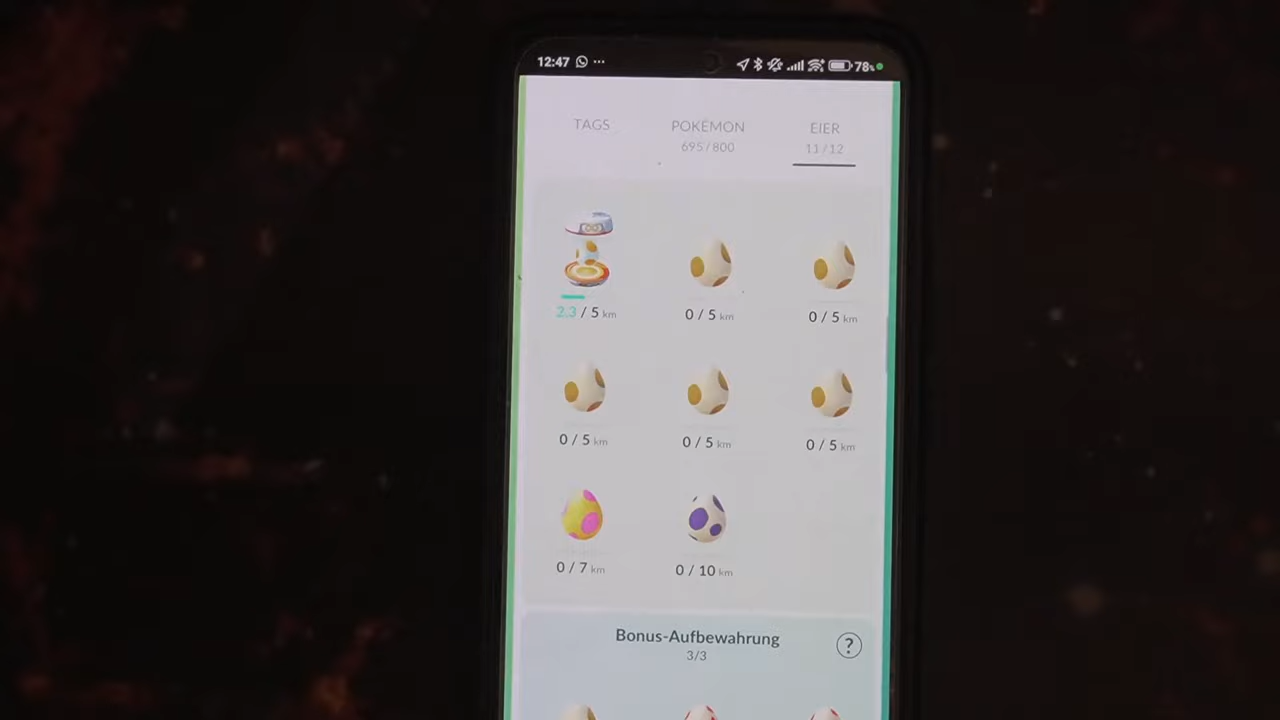 12:47 78%
TAGS POKÉMON EIER
695 / 800 11 / 12
2.3 / 5 km 0 / 5 km 0 / 5 km
0 / 5 km 0 / 5 km 0 / 5 km
0 / 7 km 0 / 10 km
Bonus-Aufbewahrung ?
3/3